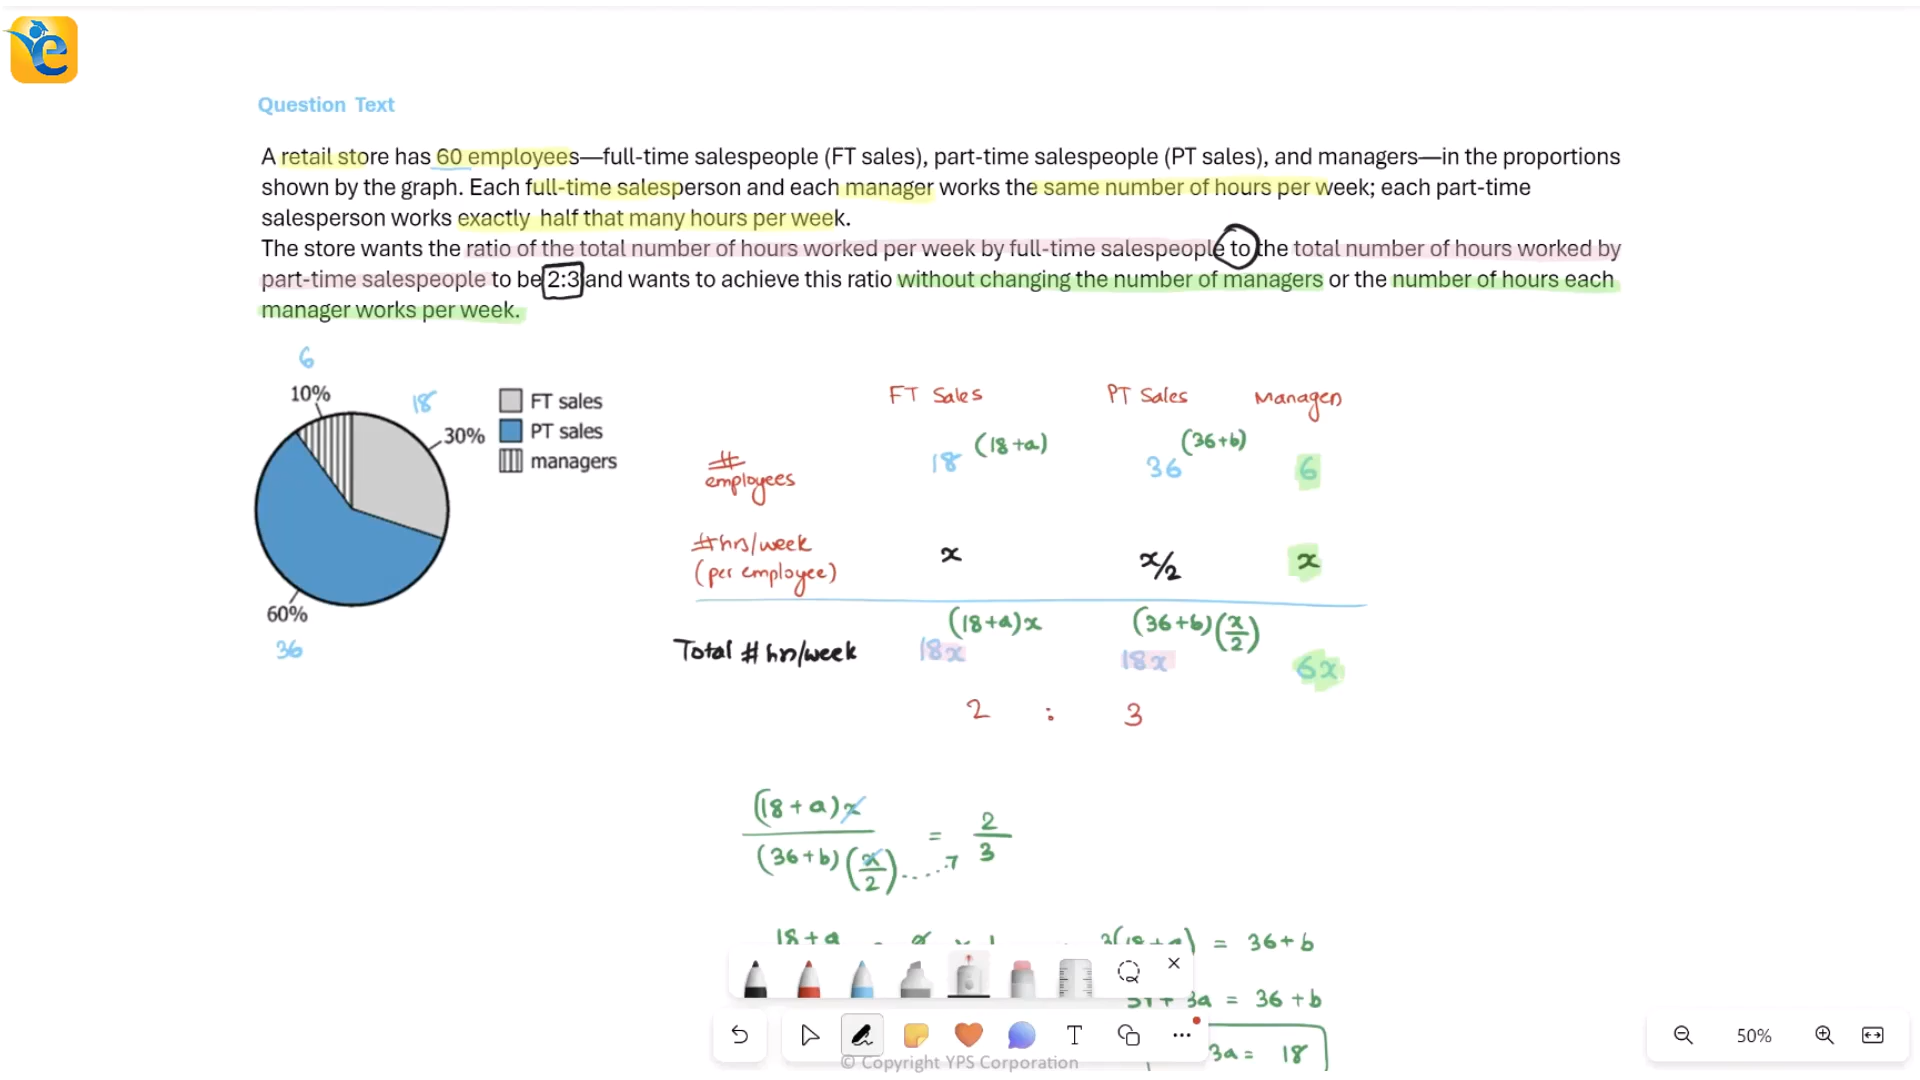 Question Text
A retail store has 60 employees—full-time salespeople (FT sales), part-time salespeople (PT sales), and managers—in the proportions
shown by the graph. Each full-time salesperson and each manager works the same number of hours per week; each part-time
salesperson works exactly half that many hours per week.
The store wants the ratio of the total number of hours worked per week by full-time salespeople to the total number of hours worked by
part-time salespeople to be 2:3 and wants to achieve this ratio without changing the number of managers or the number of hours each
manager works per week.
6
10%
18
30%
60%
36
FT sales
PT sales
managers
FT Sales PT Sales Managers
(18+a) (36+b)
# employees 18 36 6
#hrs/week (per employee) x x/2 x
(18+a)x (36+b)(x/2)
Total # hrs/week 18x 18x 6x
2 : 3
(18+a)x
= 2/3
(36+b)(x/2)
18+a
3(18+a) = 36+b
3a = 36+b
3a = 18
T
50%
© Copyright YPS Corporation